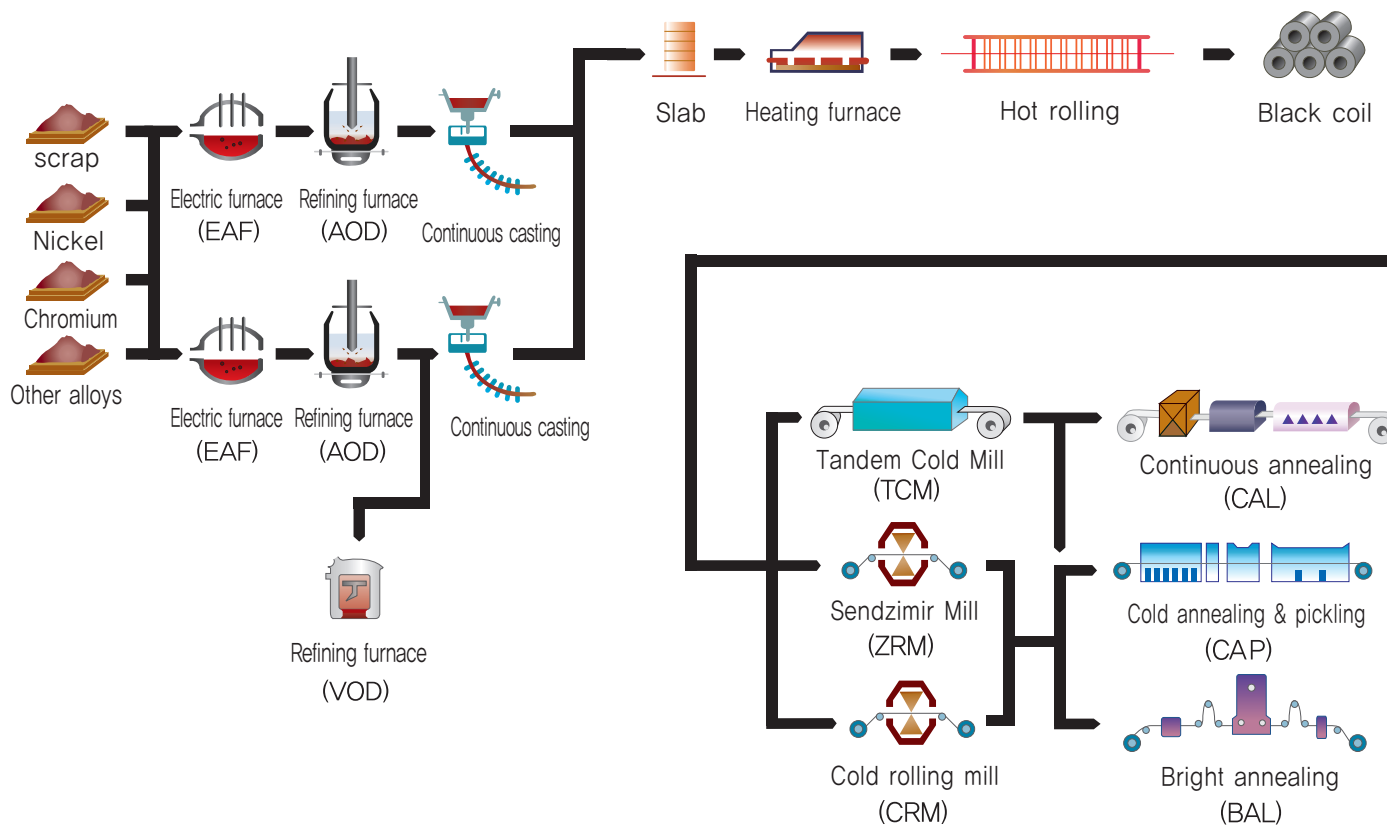 scrap
Nickel
Chromium
Other alloys
Electric furnace
(EAF)
Refining furnace
(AOD)
Continuous casting
Electric furnace
(EAF)
Refining furnace
(AOD)
Continuous casting
Refining furnace
(VOD)
Slab
Heating furnace
Hot rolling
Black coil
Tandem Cold Mill
(TCM)
Continuous annealing
(CAL)
Sendzimir Mill
(ZRM)
Cold annealing & pickling
(CAP)
Cold rolling mill
(CRM)
Bright annealing
(BAL)